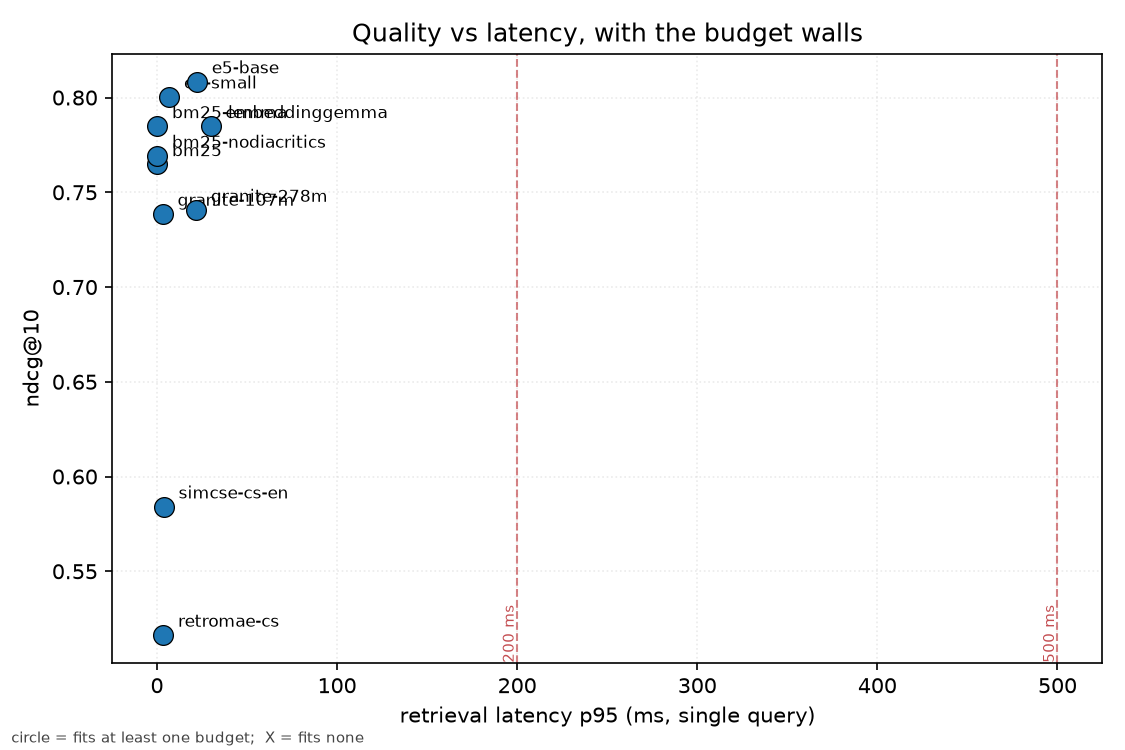 Quality vs latency, with the budget walls
e5-base
e5-small
bm25-lemma
embeddinggemma
bm25-nodiacritics
bm25
granite-278m
granite-107m
simcse-cs-en
retromae-cs
0.80
0.75
0.70
0.65
0.60
0.55
ndcg@10
200 ms
500 ms
0
100
200
300
400
500
retrieval latency p95 (ms, single query)
circle = fits at least one budget; X = fits none